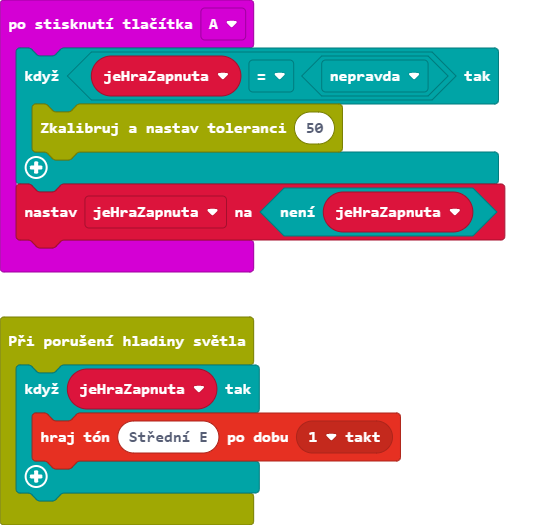 po stisknutí tlačítka A
když jeHraZapnuta = nepravda tak
Zkalibruj a nastav toleranci 50
nastav jeHraZapnuta na není jeHraZapnuta
Při porušení hladiny světla
když jeHraZapnuta tak
hraj tón Střední E po dobu 1 takt